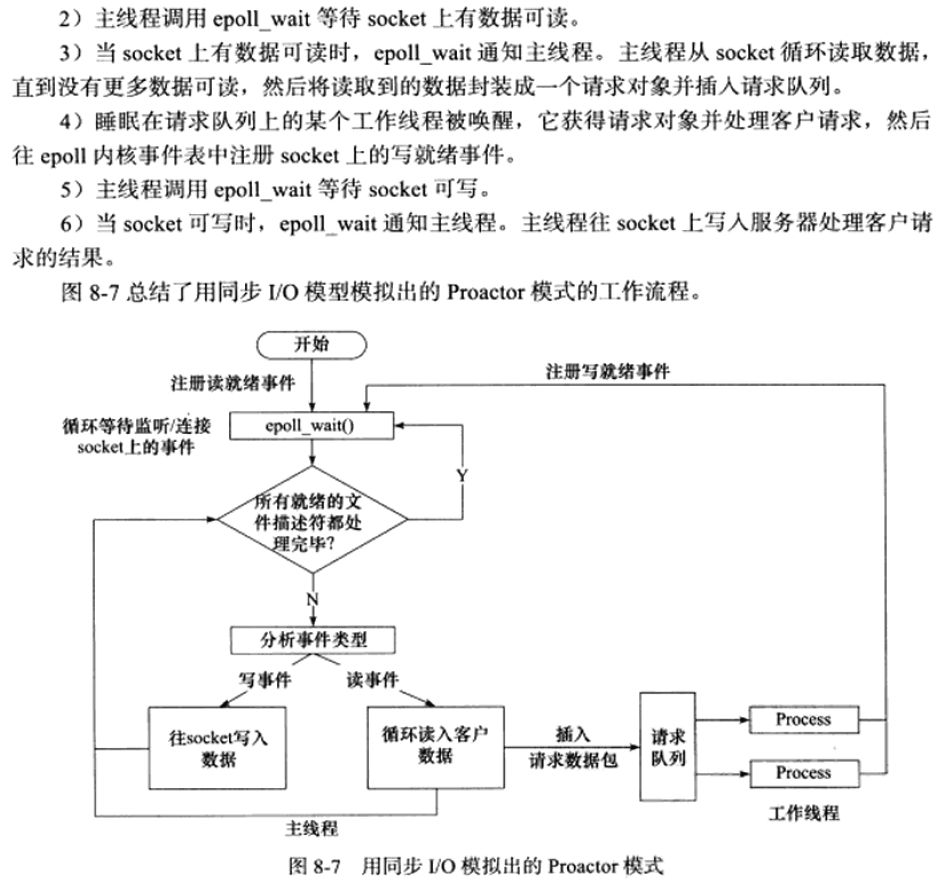 2）主线程调用 epoll_wait 等待 socket 上有数据可读。
3）当 socket 上有数据可读时，epoll_wait 通知主线程。主线程从 socket 循环读取数据，
直到没有更多数据可读，然后将读取到的数据封装成一个请求对象并插入请求队列。
4）睡眠在请求队列上的某个工作线程被唤醒，它获得请求对象并处理客户请求，然后
往 epoll 内核事件表中注册 socket 上的写就绪事件。
5）主线程调用 epoll_wait 等待 socket 可写。
6）当 socket 可写时，epoll_wait 通知主线程。主线程往 socket 上写入服务器处理客户请
求的结果。
图 8-7 总结了用同步 I/O 模型模拟出的 Proactor 模式的工作流程。
开始
注册读就绪事件
注册写就绪事件
循环等待监听/连接
socket上的事件
epoll_wait()
Y
所有就绪的文
件描述符都处
理完毕?
N
分析事件类型
写事件
读事件
往socket写入
数据
循环读入客户
数据
插入
请求数据包
请求
队列
Process
Process
工作线程
主线程
图 8-7 用同步 I/O 模拟出的 Proactor 模式